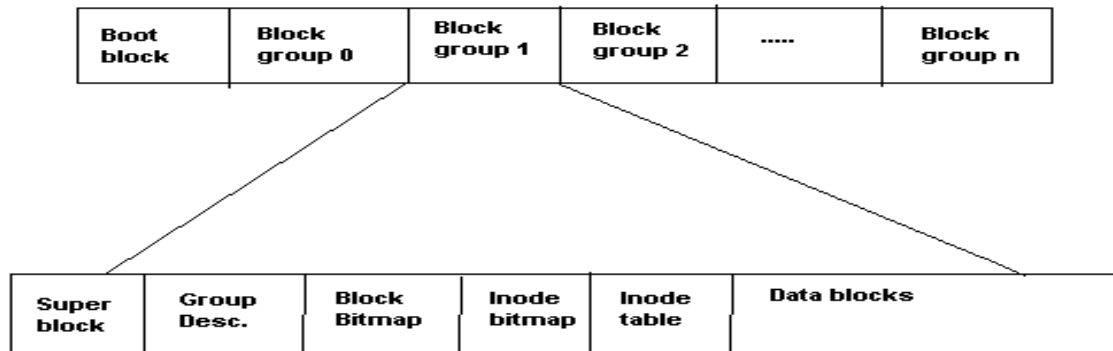 Boot
block
Block
group 0
Block
group 1
Block
group 2
.....
Block
group n
Super
block
Group
Desc.
Block
Bitmap
Inode
bitmap
Inode
table
Data blocks